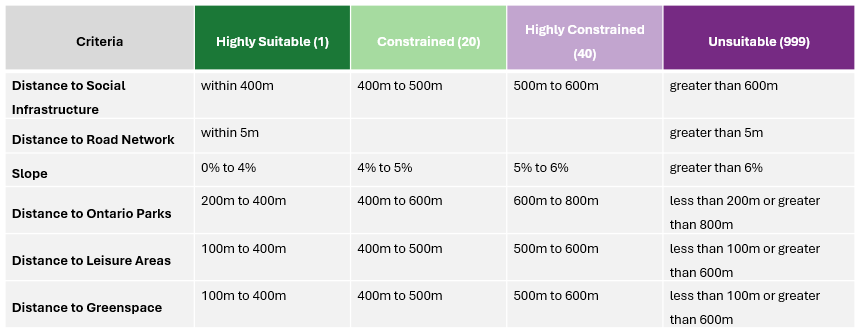 Criteria
Highly Suitable (1)
Constrained (20)
Highly Constrained
(40)
Unsuitable (999)
Distance to Social
Infrastructure
within 400m
400m to 500m
500m to 600m
greater than 600m
Distance to Road Network
within 5m
greater than 5m
Slope
0% to 4%
4% to 5%
5% to 6%
greater than 6%
Distance to Ontario Parks
200m to 400m
400m to 600m
600m to 800m
less than 200m or greater
than 800m
Distance to Leisure Areas
100m to 400m
400m to 500m
500m to 600m
less than 100m or greater
than 600m
Distance to Greenspace
100m to 400m
400m to 500m
500m to 600m
less than 100m or greater
than 600m